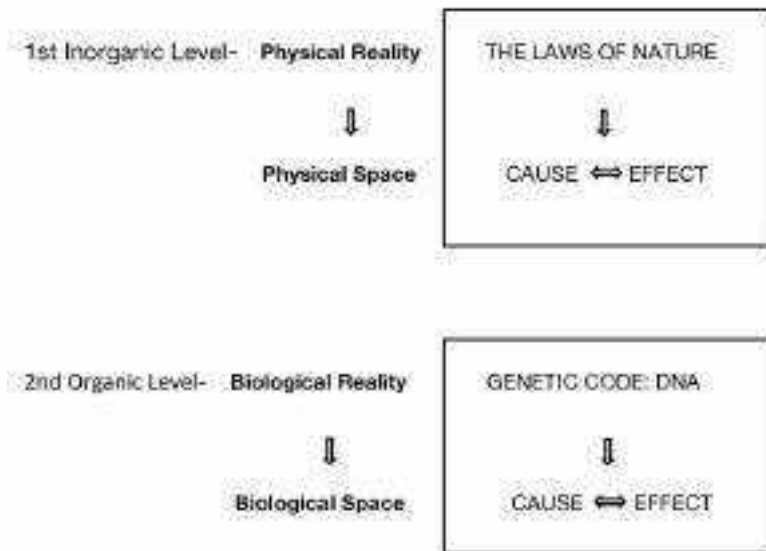 1st Inorganic Level- Physical Reality THE LAWS OF NATURE
⇓ ⇓
Physical Space CAUSE ⇔ EFFECT
2nd Organic Level- Biological Reality GENETIC CODE: DNA
⇓ ⇓
Biological Space CAUSE ⇔ EFFECT